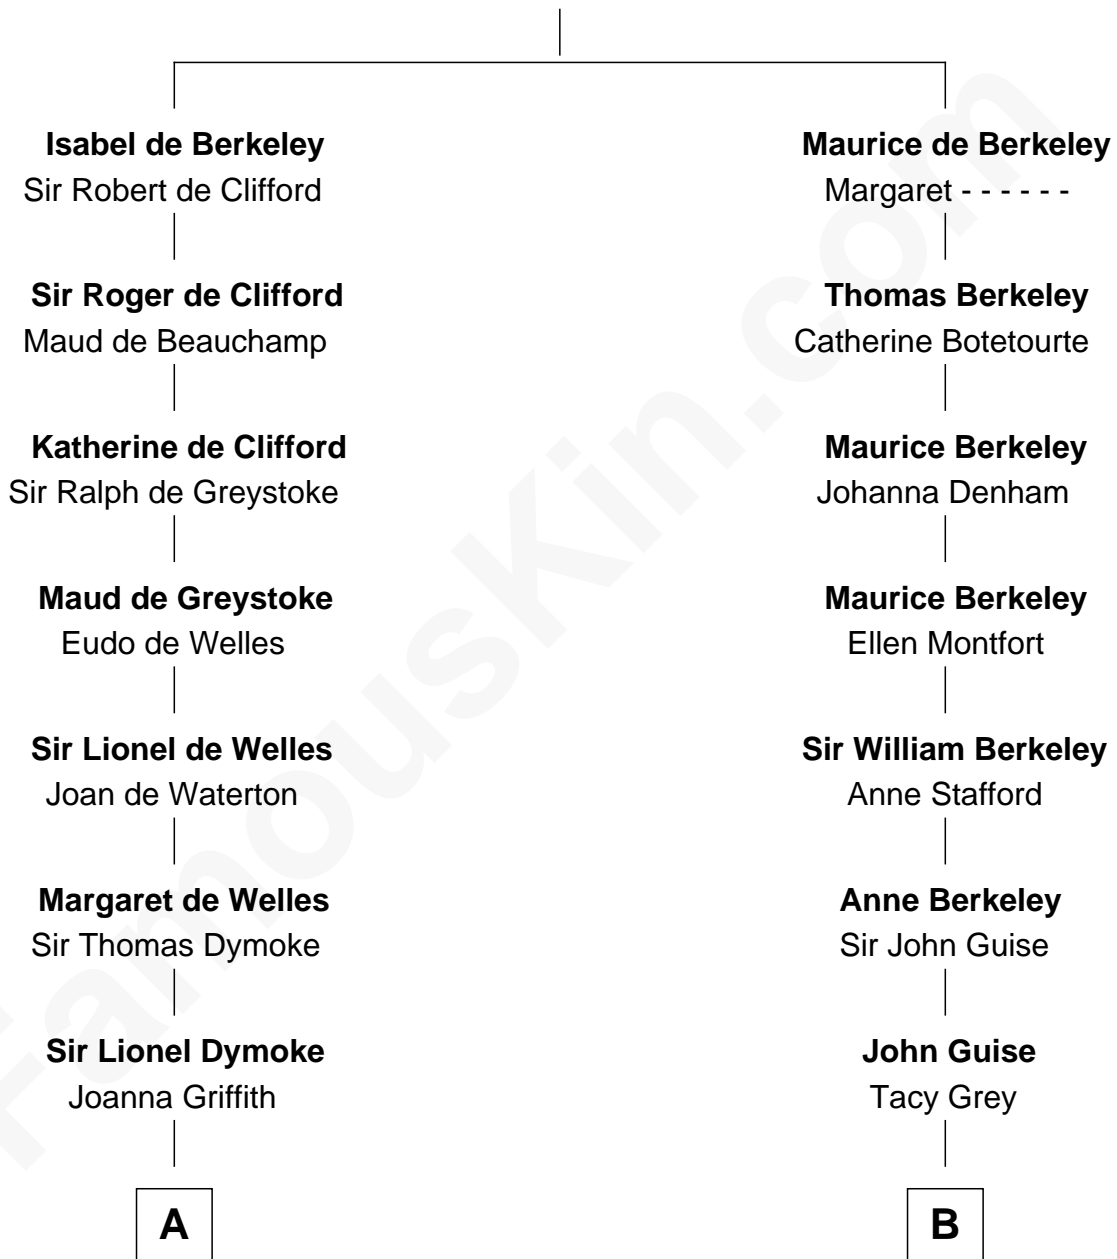 Isabel de Berkeley
Sir Robert de Clifford
Sir Roger de Clifford
Maud de Beauchamp
Katherine de Clifford
Sir Ralph de Greystoke
Maud de Greystoke
Eudo de Welles
Sir Lionel de Welles
Joan de Waterton
Margaret de Welles
Sir Thomas Dymoke
Sir Lionel Dymoke
Joanna Griffith
A
Maurice de Berkeley
Margaret - - - - - -
Thomas Berkeley
Catherine Botetourte
Maurice Berkeley
Johanna Denham
Maurice Berkeley
Ellen Montfort
Sir William Berkeley
Anne Stafford
Anne Berkeley
Sir John Guise
John Guise
Tacy Grey
B
FamousKin.com